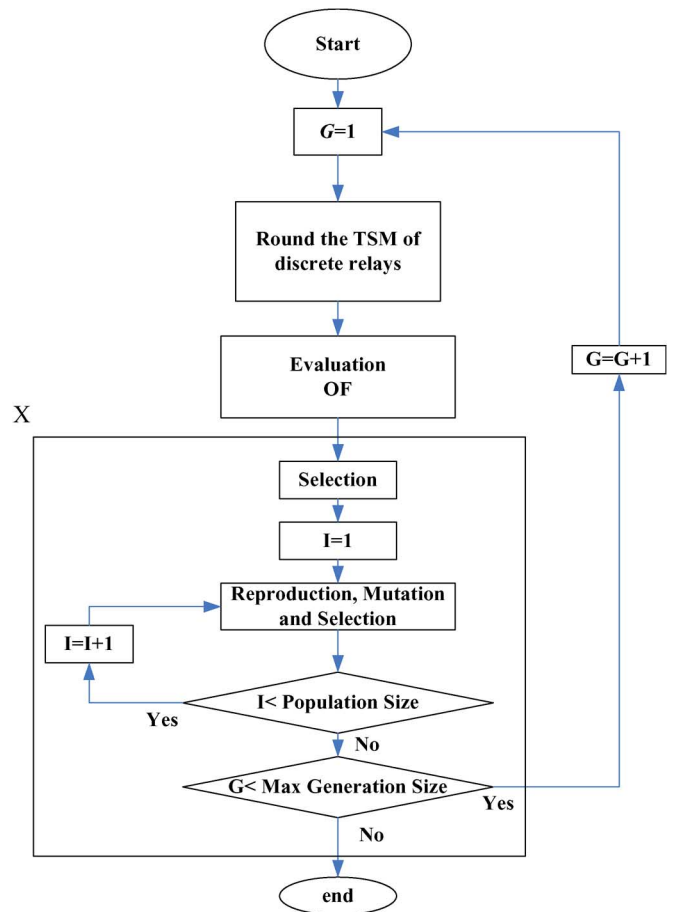 Start
G=1
Round the TSM of
discrete relays
Evaluation
OF
G=G+1
X
Selection
I=1
Reproduction, Mutation
and Selection
I=I+1
I< Population Size
Yes
No
G< Max Generation Size
Yes
No
end